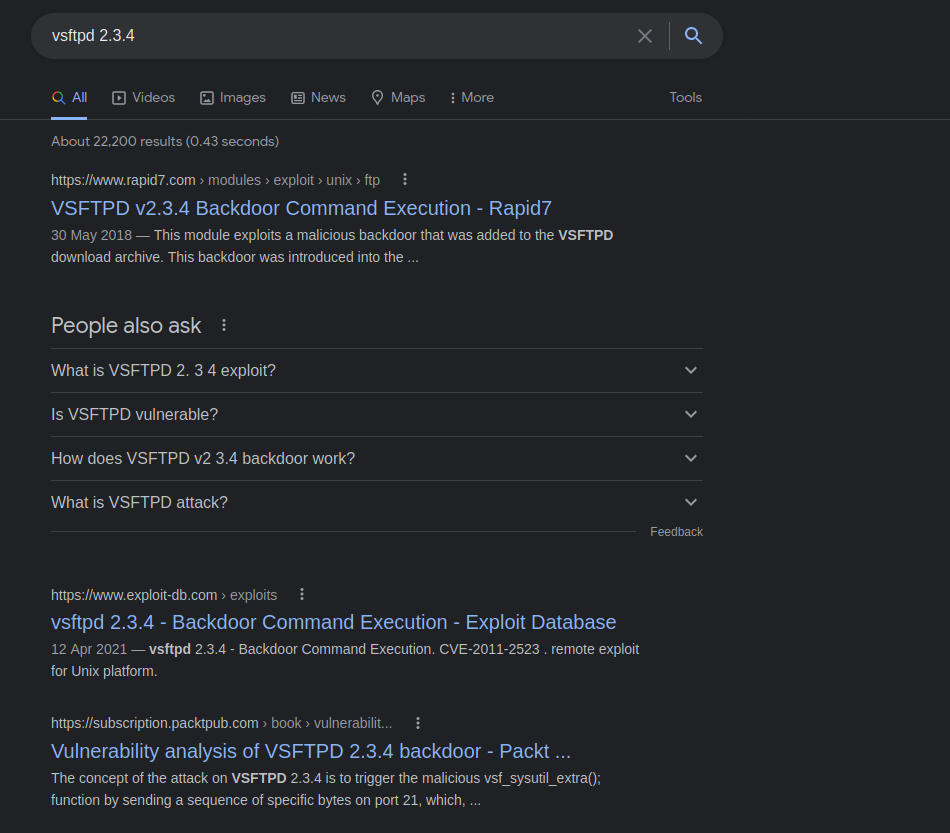 vsftpd 2.3.4
All Videos Images News Maps More Tools
About 22,200 results (0.43 seconds)
https://www.rapid7.com › modules › exploit › unix › ftp
VSFTPD v2.3.4 Backdoor Command Execution - Rapid7
30 May 2018 — This module exploits a malicious backdoor that was added to the VSFTPD
download archive. This backdoor was introduced into the ...
People also ask
What is VSFTPD 2. 3 4 exploit?
Is VSFTPD vulnerable?
How does VSFTPD v2 3.4 backdoor work?
What is VSFTPD attack?
Feedback
https://www.exploit-db.com › exploits
vsftpd 2.3.4 - Backdoor Command Execution - Exploit Database
12 Apr 2021 — vsftpd 2.3.4 - Backdoor Command Execution. CVE-2011-2523 . remote exploit
for Unix platform.
https://subscription.packtpub.com › book › vulnerabilit...
Vulnerability analysis of VSFTPD 2.3.4 backdoor - Packt ...
The concept of the attack on VSFTPD 2.3.4 is to trigger the malicious vsf_sysutil_extra();
function by sending a sequence of specific bytes on port 21, which, ...